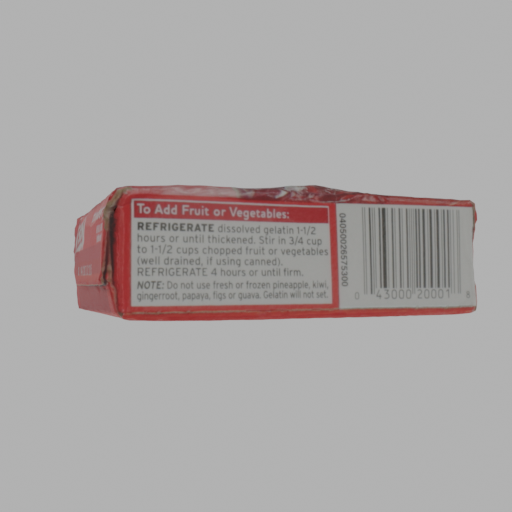 To Add Fruit or Vegetables:
REFRIGERATE dissolved gelatin 1-1/2
hours or until thickened. Stir in 3/4 cup
to 1-1/2 cups chopped fruit or vegetables
(well drained, if using canned).
REFRIGERATE 4 hours or until firm.
NOTE: Do not use fresh or frozen pineapple, kiwi,
gingerroot, papaya, figs or guava. Gelatin will not set.
04050026575300
0 43000 20001 8